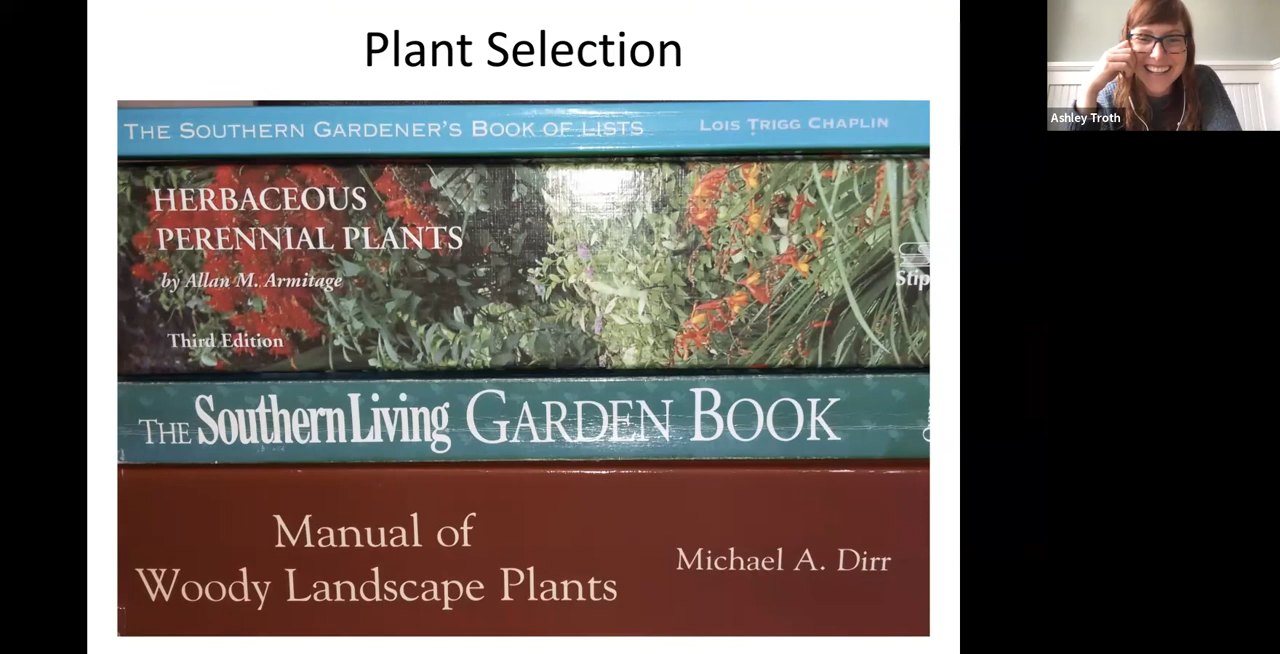 Plant Selection
Ashley Troth
THE SOUTHERN GARDENER'S BOOK OF LISTS LOIS TRIGG CHAPLIN
HERBACEOUS
PERENNIAL PLANTS
by Allan M. Armitage
Third Edition
THE Southern Living GARDEN BOOK
Manual of
Woody Landscape Plants
Michael A. Dirr